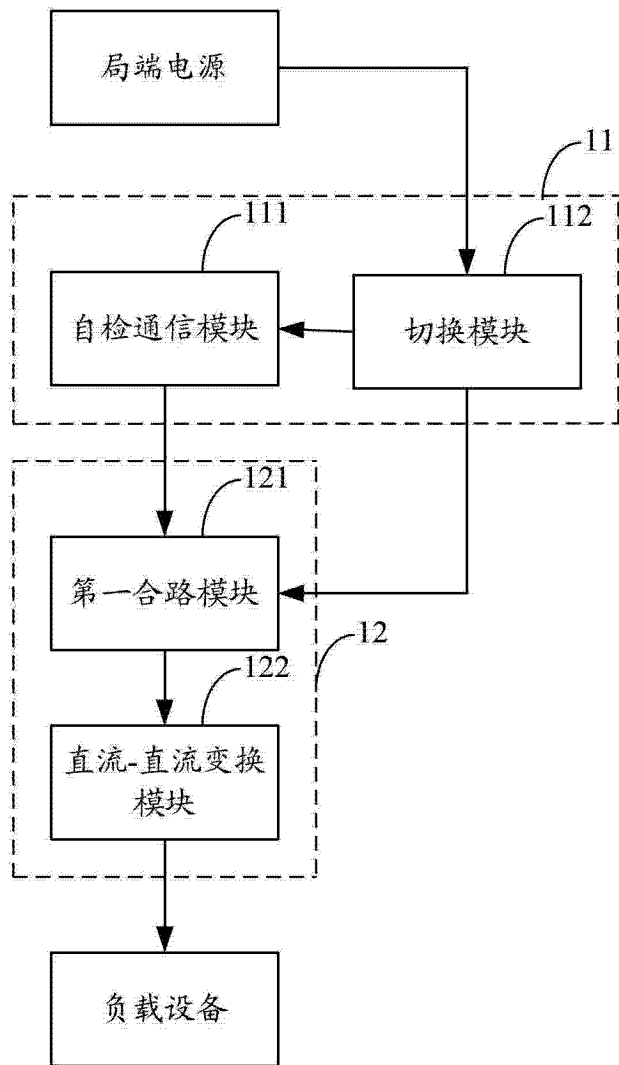 局端电源
11
111
112
自检通信模块
切换模块
121
第一合路模块
12
122
直流-直流变换
模块
负载设备